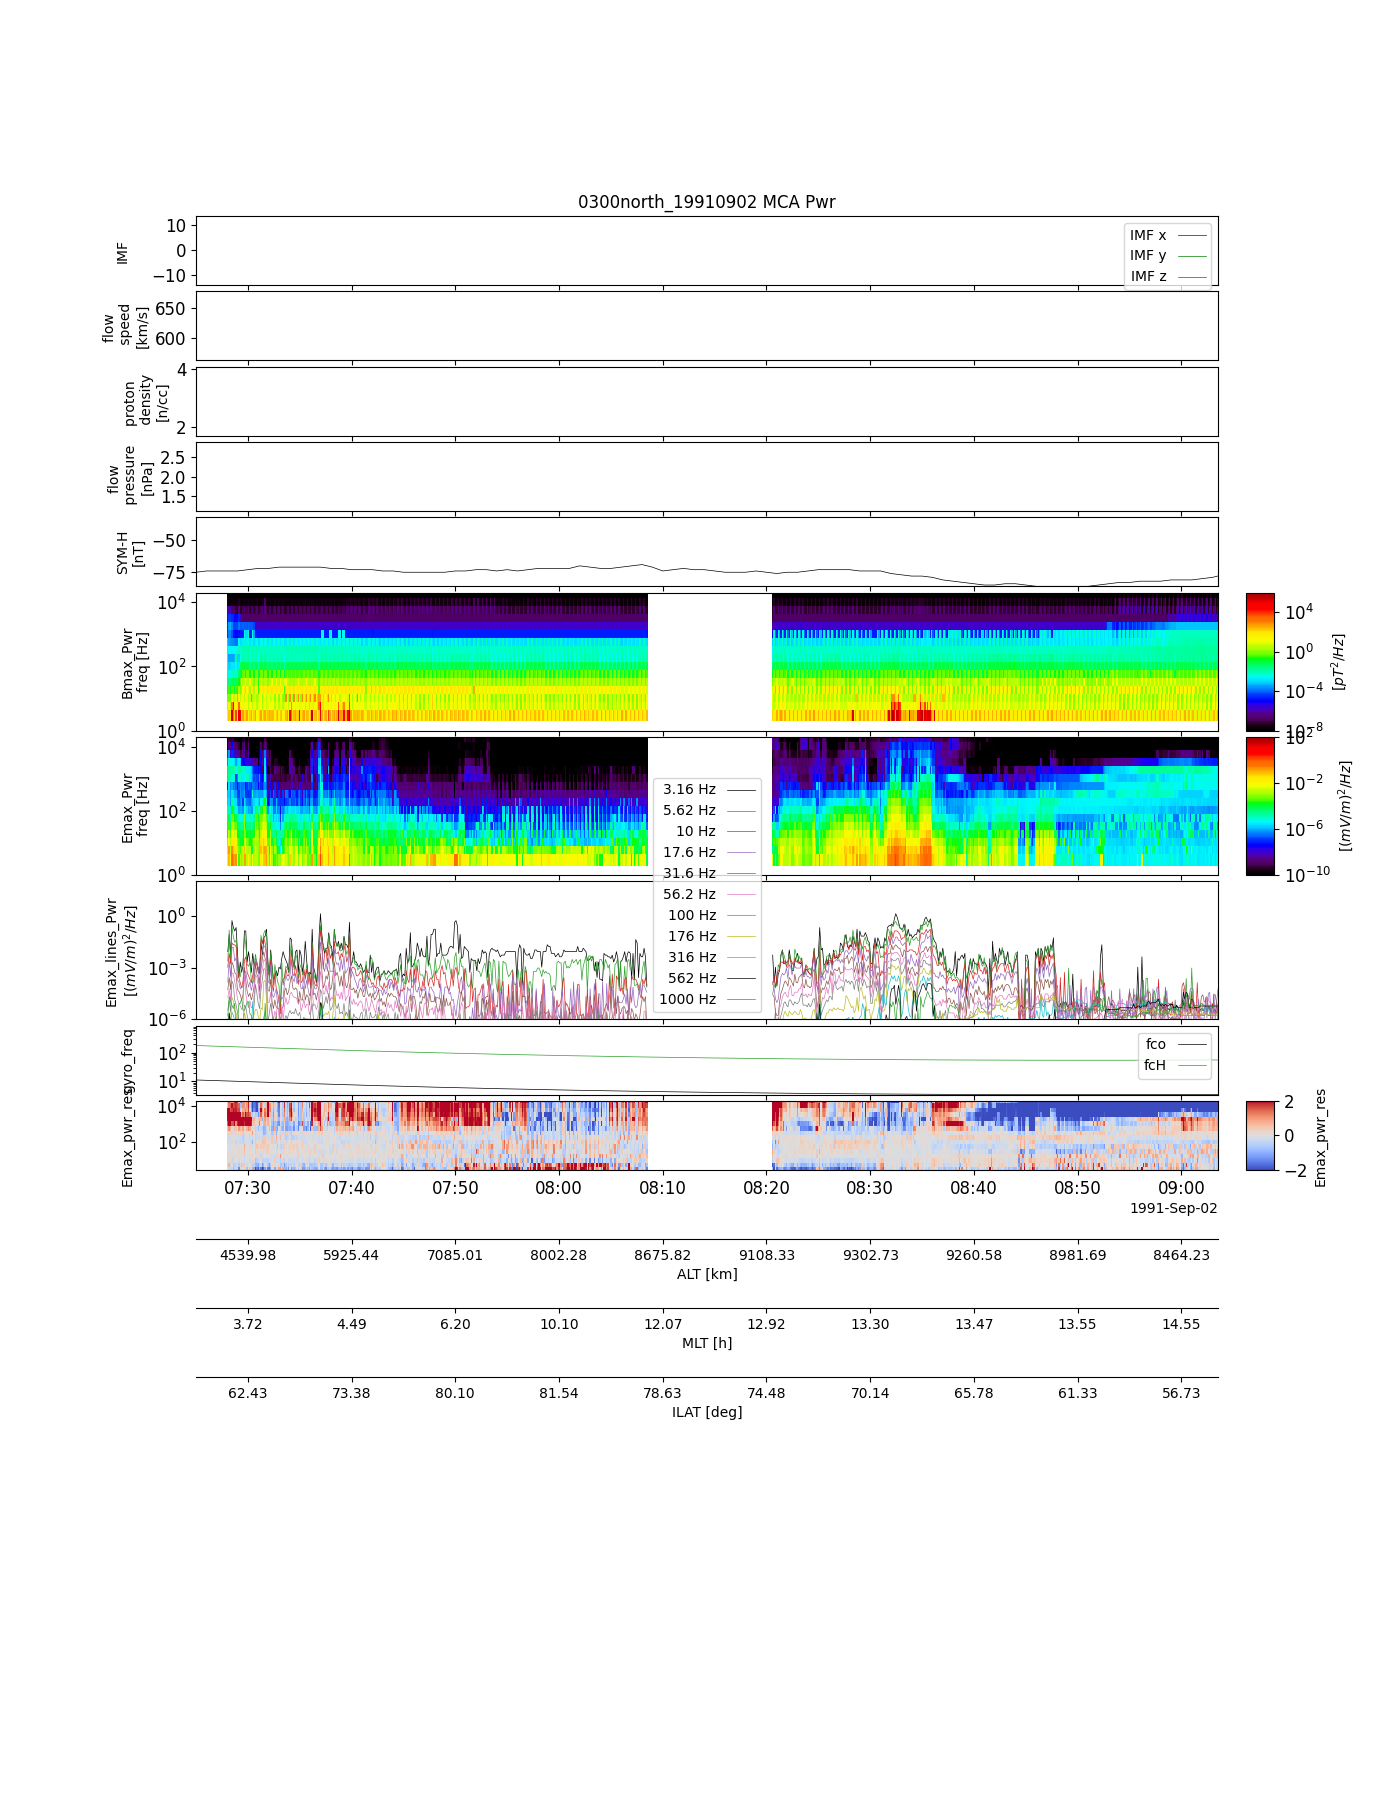 0300north_19910902 MCA Pwr
IMF
10
0
−10
IMF x
IMF y
IMF z
flow
speed
[km/s]
650
600
proton
density
[n/cc]
4
2
flow
pressure
[nPa]
2.5
2.0
1.5
SYM-H
[nT]
−50
−75
Bmax_Pwr
freq [Hz]
10^4
10^2
10^0
10^4
10^0
10^−4
10^−8
[pT^2/Hz]
Emax_Pwr
freq [Hz]
10^4
10^2
10^0
10^2
10^−2
10^−6
10^−10
[(mV/m)^2/Hz]
3.16 Hz
5.62 Hz
10 Hz
17.6 Hz
31.6 Hz
56.2 Hz
100 Hz
176 Hz
316 Hz
562 Hz
1000 Hz
Emax_lines_Pwr
[(mV/m)^2/Hz]
10^0
10^−3
10^−6
gyro_freq
10^2
10^1
fco
fcH
Emax_pwr_res
10^4
10^2
2
0
−2
Emax_pwr_res
07:30 07:40 07:50 08:00 08:10 08:20 08:30 08:40 08:50 09:00
1991-Sep-02
4539.98 5925.44 7085.01 8002.28 8675.82 9108.33 9302.73 9260.58 8981.69 8464.23
ALT [km]
3.72 4.49 6.20 10.10 12.07 12.92 13.30 13.47 13.55 14.55
MLT [h]
62.43 73.38 80.10 81.54 78.63 74.48 70.14 65.78 61.33 56.73
ILAT [deg]